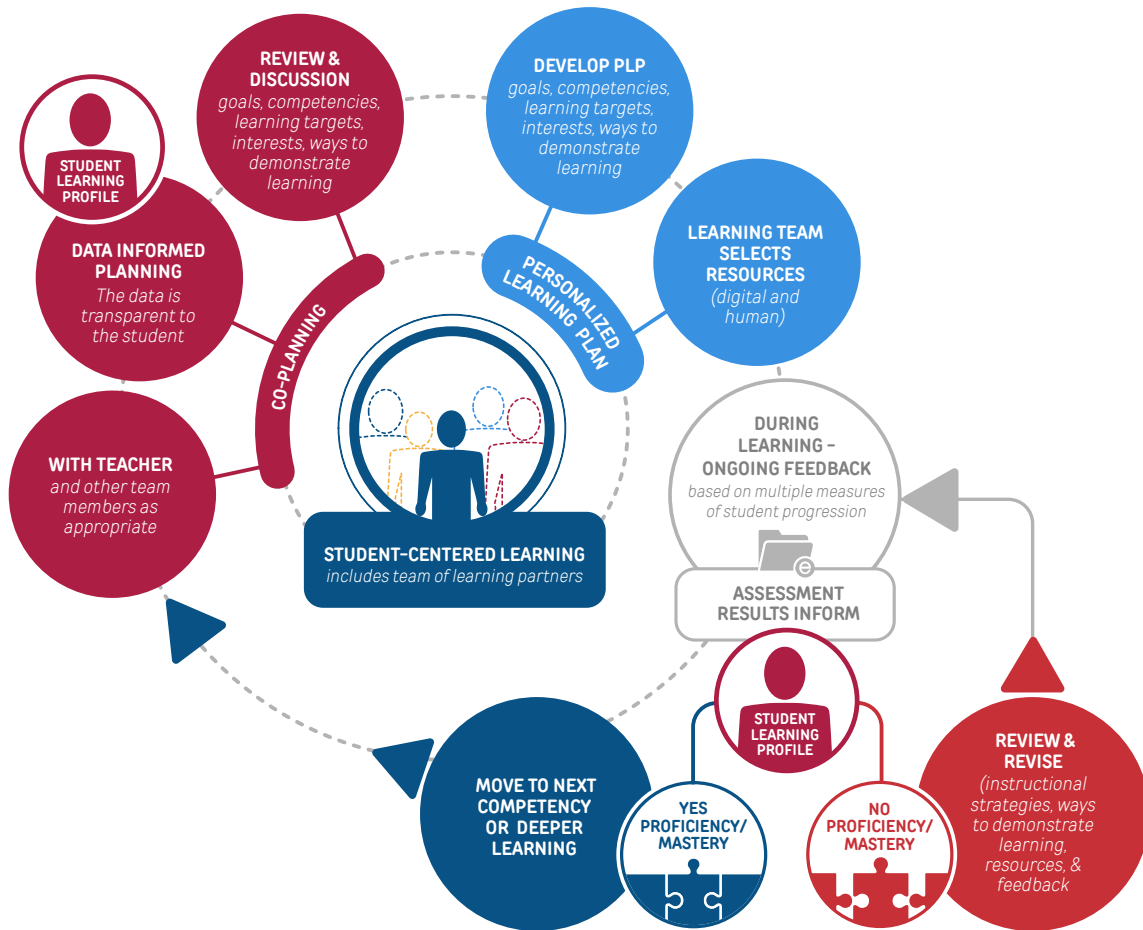 REVIEW &
DISCUSSION
goals, competencies,
learning targets,
interests, ways to
demonstrate
learning
DEVELOP PLP
goals, competencies,
learning targets,
interests, ways to
demonstrate
learning
STUDENT
LEARNING
PROFILE
DATA INFORMED
PLANNING
The data is
transparent to
the student
LEARNING TEAM
SELECTS
RESOURCES
(digital and
human)
CO-PLANNING
PERSONALIZED
LEARNING PLAN
WITH TEACHER
and other team
members as
appropriate
DURING
LEARNING –
ONGOING FEEDBACK
based on multiple measures
of student progression
e
ASSESSMENT
RESULTS INFORM
STUDENT-CENTERED LEARNING
includes team of learning partners
STUDENT
LEARNING
PROFILE
MOVE TO NEXT
COMPETENCY
OR DEEPER
LEARNING
YES
PROFICIENCY/
MASTERY
NO
PROFICIENCY/
MASTERY
REVIEW &
REVISE
(instructional
strategies, ways
to demonstrate
learning,
resources, &
feedback